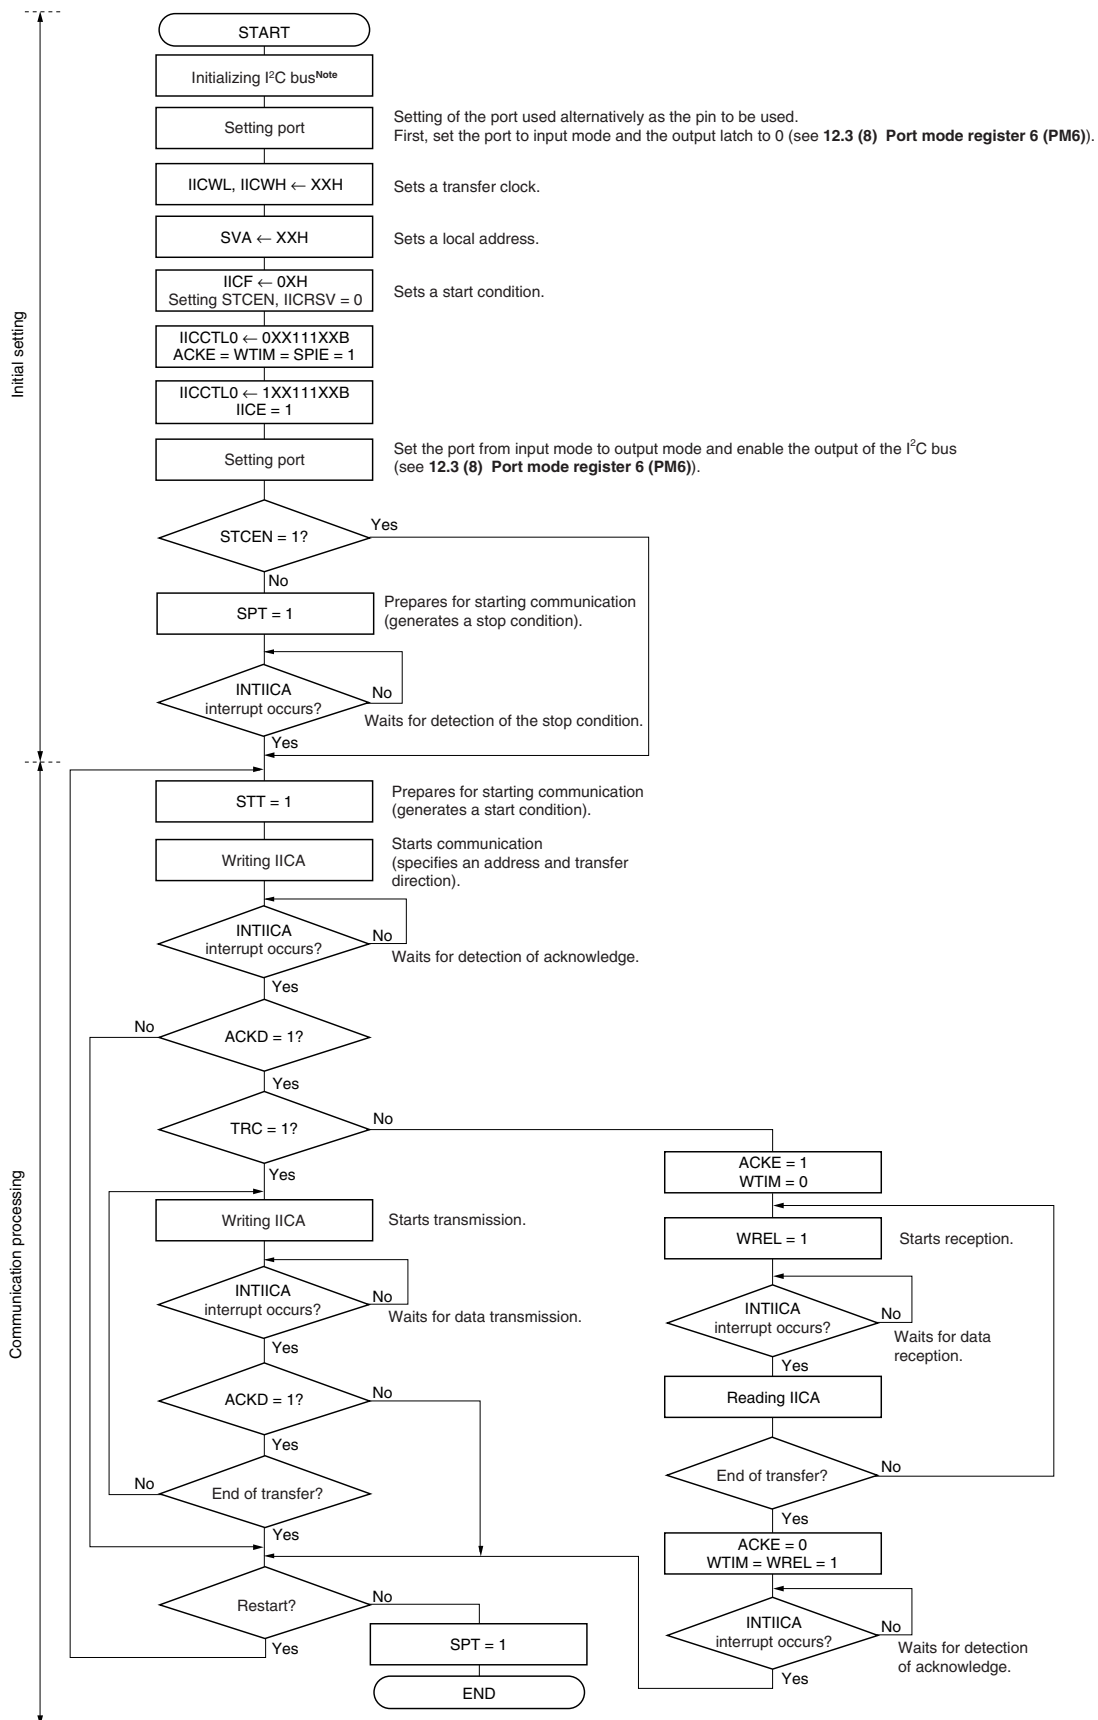 START
Initializing I²C busNote
Setting port
Setting of the port used alternatively as the pin to be used.
First, set the port to input mode and the output latch to 0 (see 12.3 (8) Port mode register 6 (PM6)).
IICWL, IICWH ← XXH
Sets a transfer clock.
SVA ← XXH
Sets a local address.
IICF ← 0XH
Setting STCEN, IICRSV = 0
Sets a start condition.
Initial setting
IICCTL0 ← 0XX111XXB
ACKE = WTIM = SPIE = 1
IICCTL0 ← 1XX111XXB
IICE = 1
Setting port
Set the port from input mode to output mode and enable the output of the I²C bus
(see 12.3 (8) Port mode register 6 (PM6)).
STCEN = 1?
Yes
No
SPT = 1
Prepares for starting communication
(generates a stop condition).
INTIICA
interrupt occurs?
No
Waits for detection of the stop condition.
Yes
STT = 1
Prepares for starting communication
(generates a start condition).
Writing IICA
Starts communication
(specifies an address and transfer
direction).
INTIICA
interrupt occurs?
No
Waits for detection of acknowledge.
Yes
No
ACKD = 1?
Yes
TRC = 1?
No
Yes
Communication processing
Writing IICA
Starts transmission.
INTIICA
interrupt occurs?
No
Waits for data transmission.
Yes
ACKD = 1?
No
Yes
No
End of transfer?
Yes
Restart?
No
Yes
SPT = 1
END
ACKE = 1
WTIM = 0
WREL = 1
Starts reception.
INTIICA
interrupt occurs?
No
Waits for data
reception.
Yes
Reading IICA
End of transfer?
No
Yes
ACKE = 0
WTIM = WREL = 1
INTIICA
interrupt occurs?
No
Waits for detection
of acknowledge.
Yes